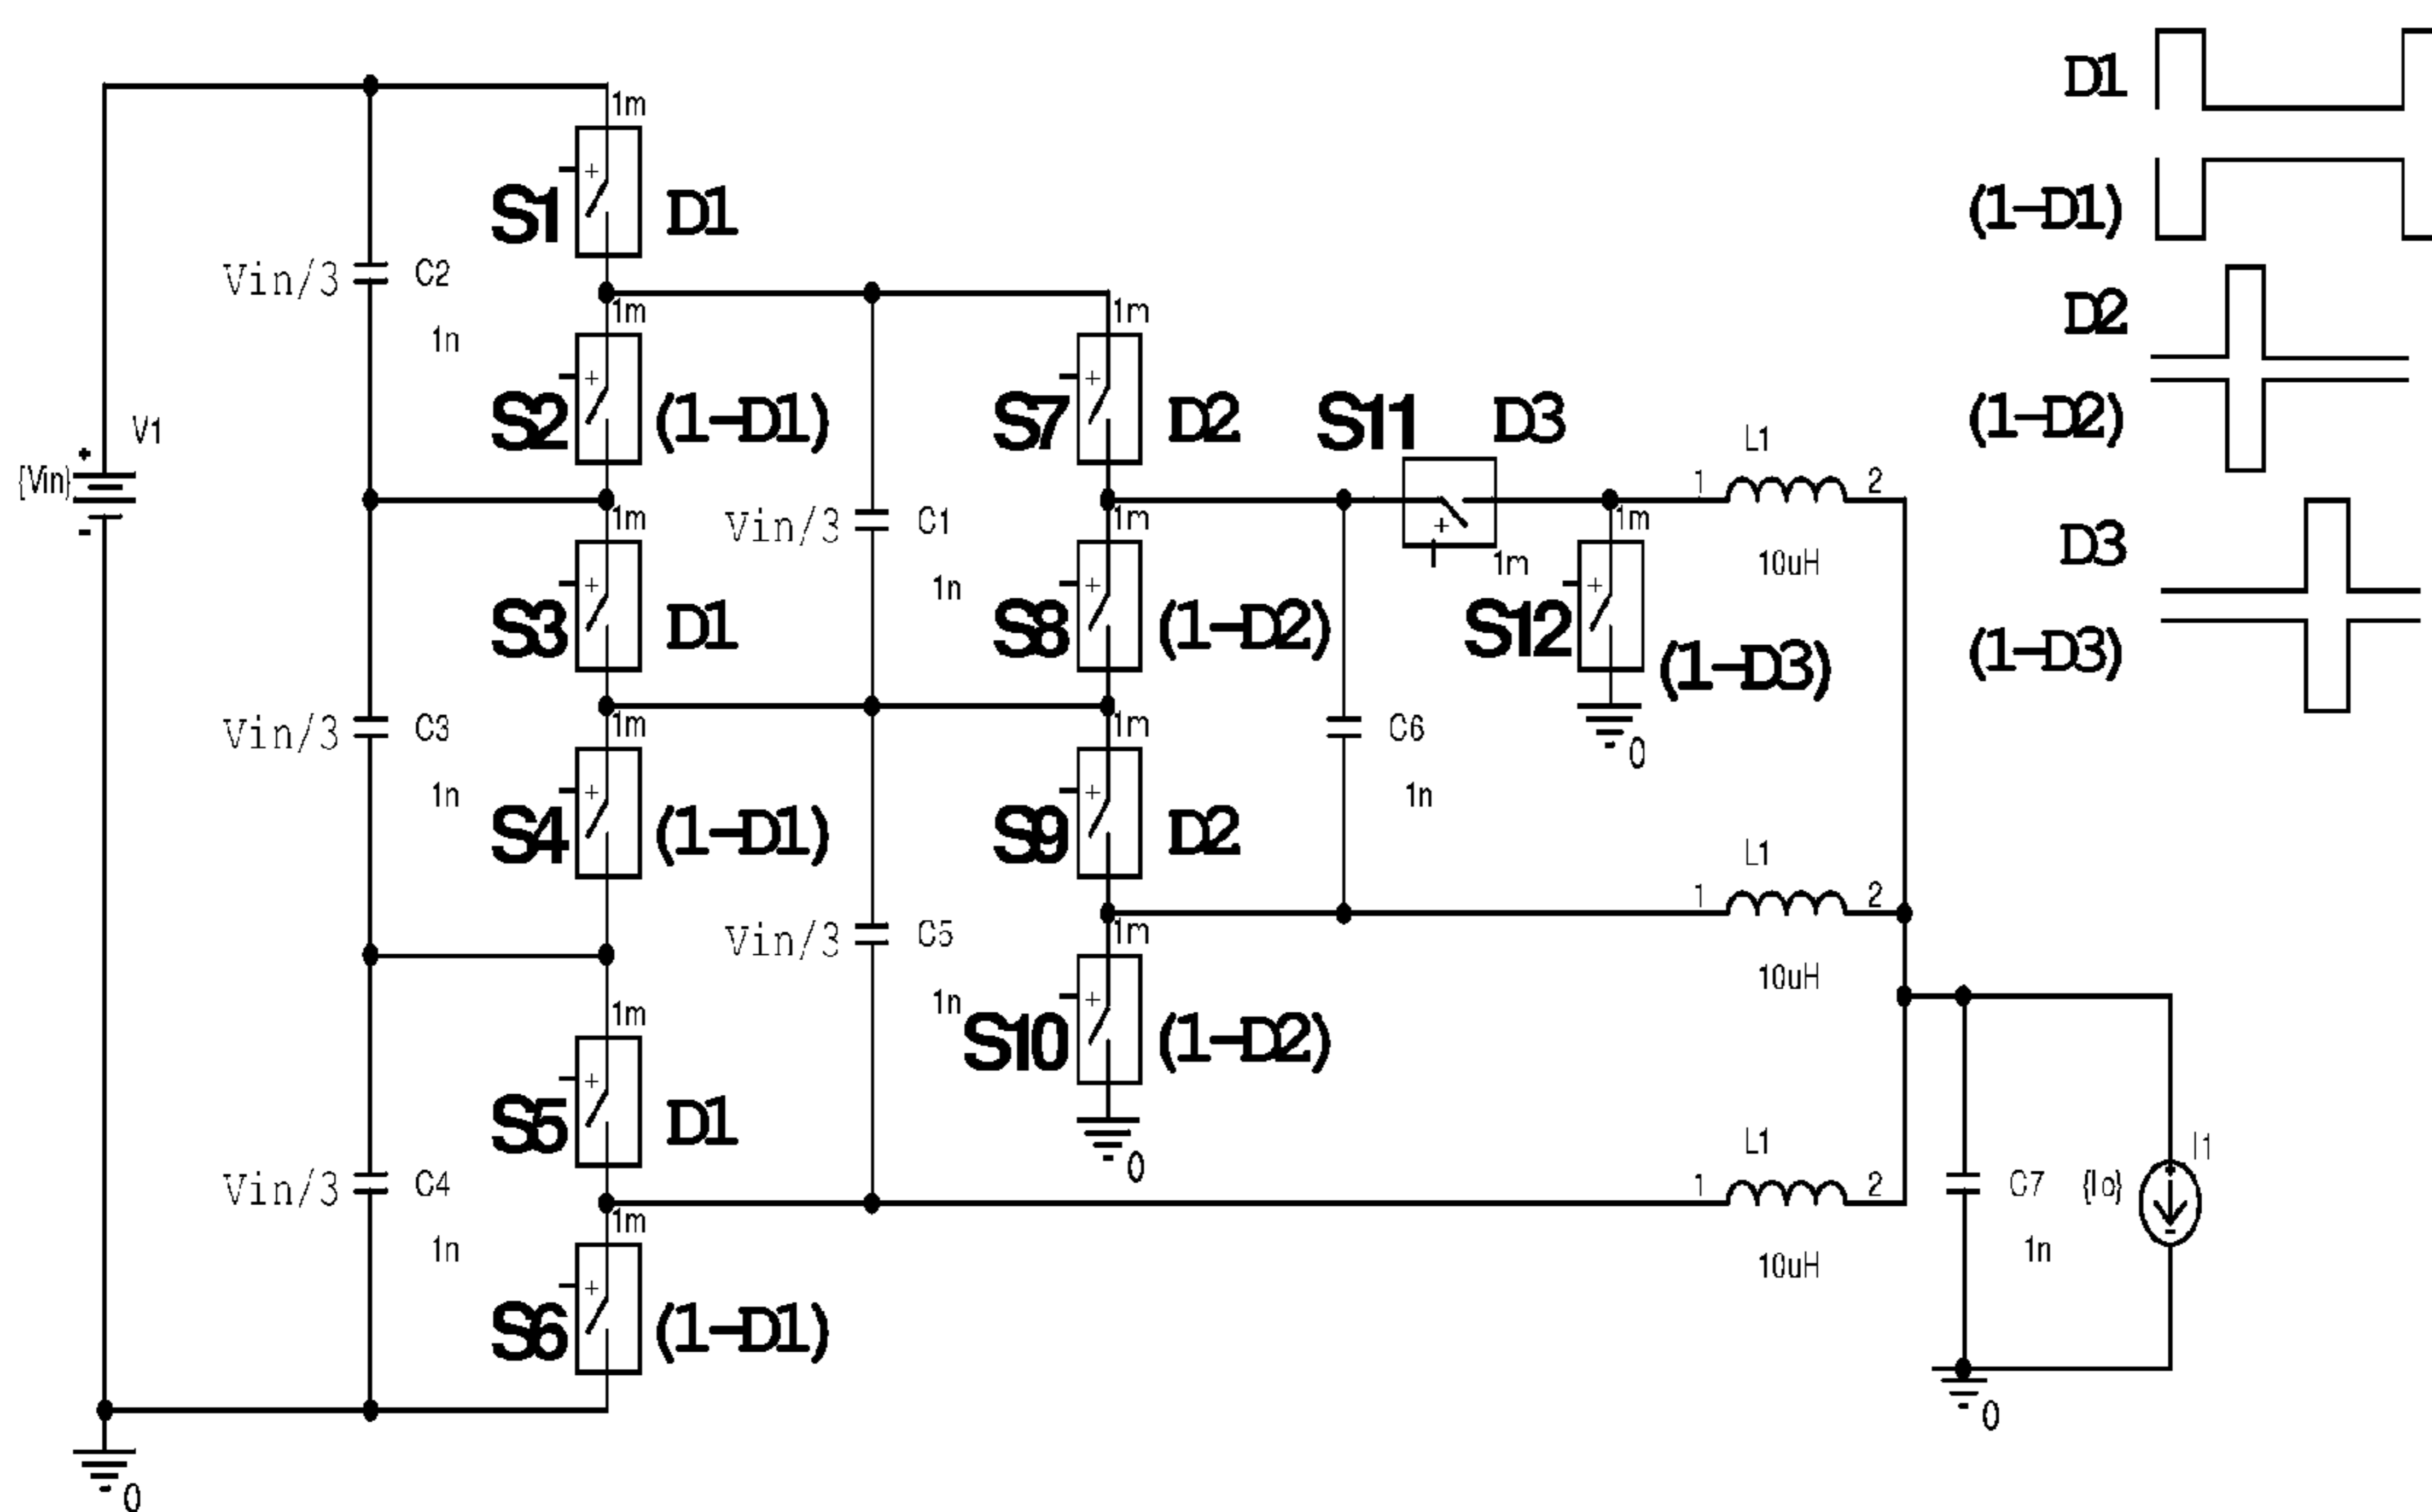 D1
1m
S1 D1
(1-D1)
Vin/3 C2
1n
1m
S2 (1-D1)
1m
S7 D2
D2
(1-D2)
V1
{Vin}
+
-
S11 D3
1m
L1
1 2
10uH
1m
S3 D1
Vin/3 C1
1n
1m
S8 (1-D2)
1m
S12 (1-D3)
0
D3
(1-D3)
Vin/3 C3
1n
1m
S4 (1-D1)
1m
S9 D2
C6
1n
L1
1 2
10uH
Vin/3 C5
1n
1m
S10 (1-D2)
0
1m
S5 D1
Vin/3 C4
1n
L1
1 2
10uH
1m
S6 (1-D1)
C7
1n
I1
{Io}
0
0